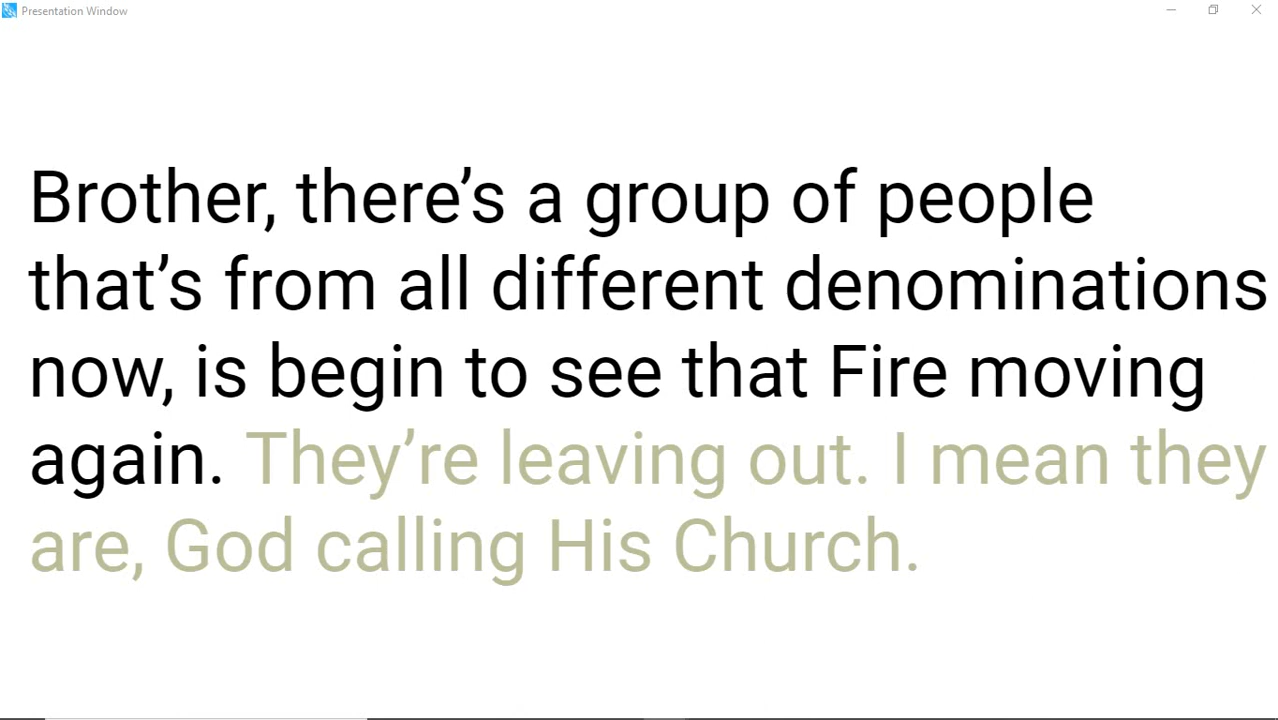 Presentation Window
Brother, there’s a group of people
that’s from all different denominations
now, is begin to see that Fire moving
again. They’re leaving out. I mean they
are, God calling His Church.